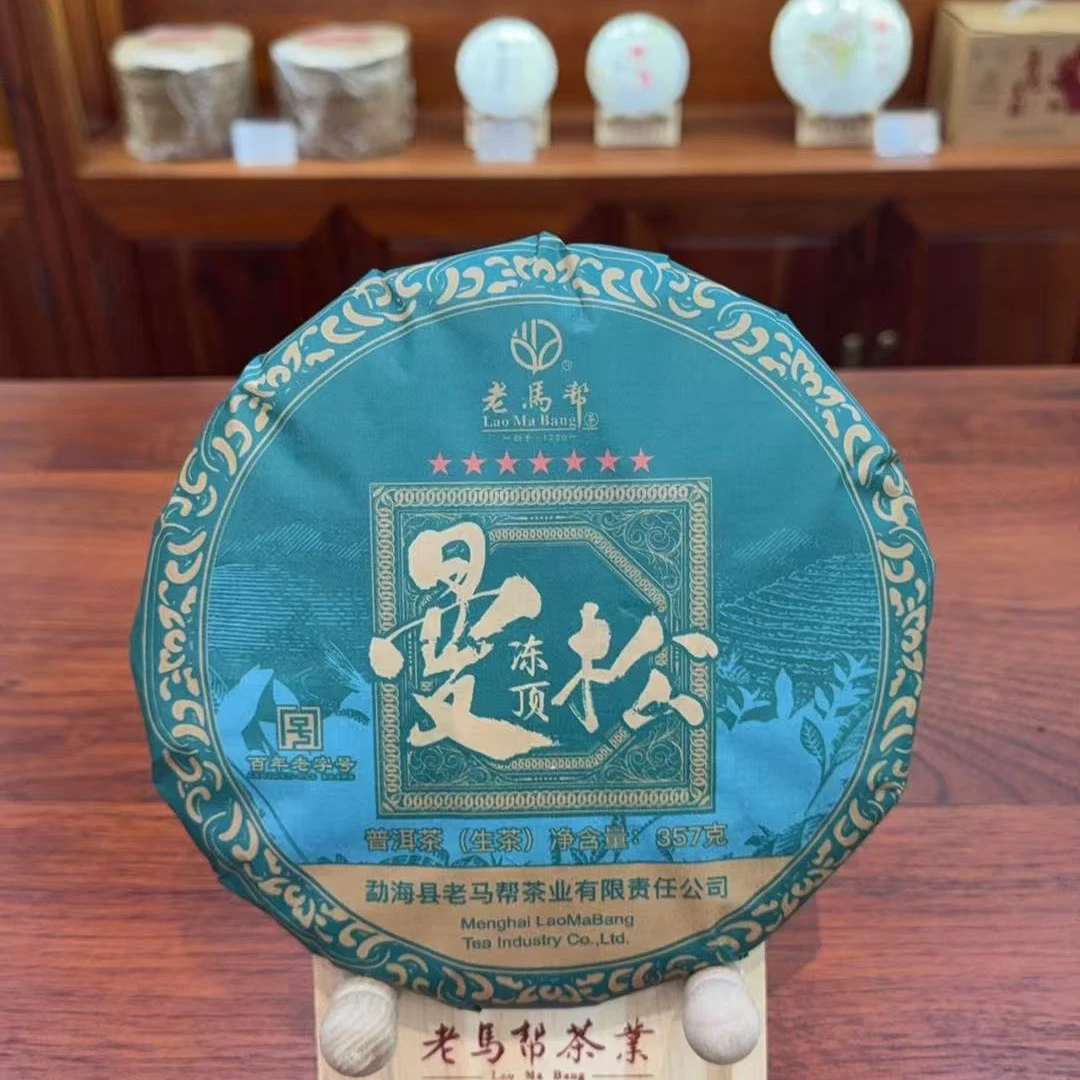 老馬帮
Lao Ma Bang 茶
曼松
冻顶
号
百年老字号
普洱茶（生茶）净含量：357克
勐海县老马帮茶业有限责任公司
Menghai LaoMaBang
Tea Industry Co.,Ltd.
老馬帮茶業
Lao Ma Bang